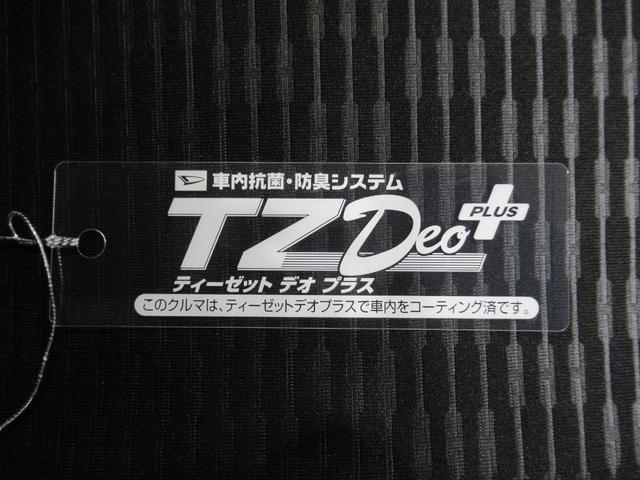 車内抗菌・防臭システム
TZ Deo PLUS
ティーゼット デオ プラス
このクルマは、ティーゼットデオプラスで車内をコーティング済です。